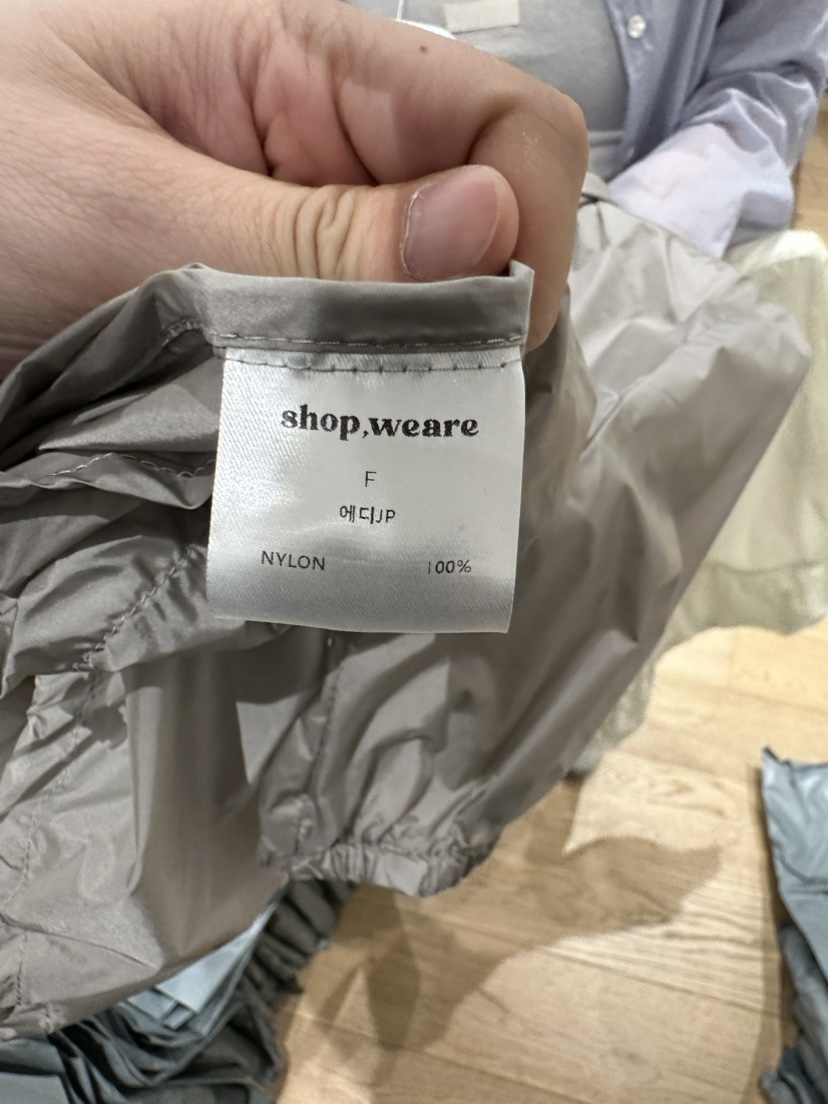 shop,weare
F
에디JP
NYLON 100%